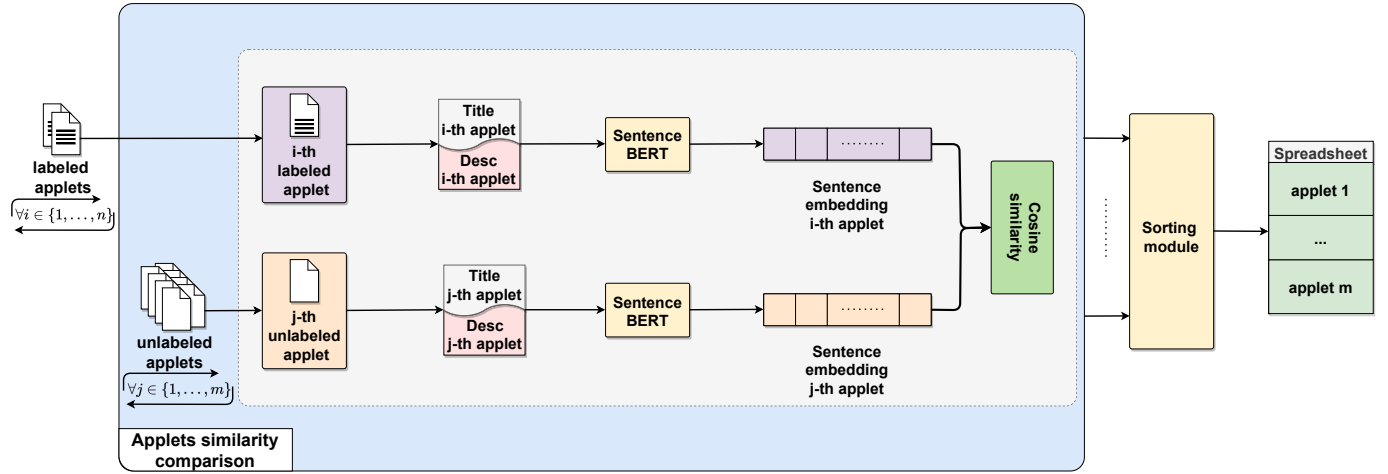 labeled
applets
∀i ∈ {1, . . . , n}
unlabeled
applets
∀j ∈ {1, . . . , m}
Applets similarity
comparison
i-th
labeled
applet
Title
i-th applet
Desc
i-th applet
Sentence
BERT
........
Sentence
embedding
i-th applet
j-th
unlabeled
applet
Title
j-th applet
Desc
j-th applet
Sentence
BERT
........
Sentence
embedding
j-th applet
Cosine
similarity
Sorting
module
Spreadsheet
applet 1
...
applet m